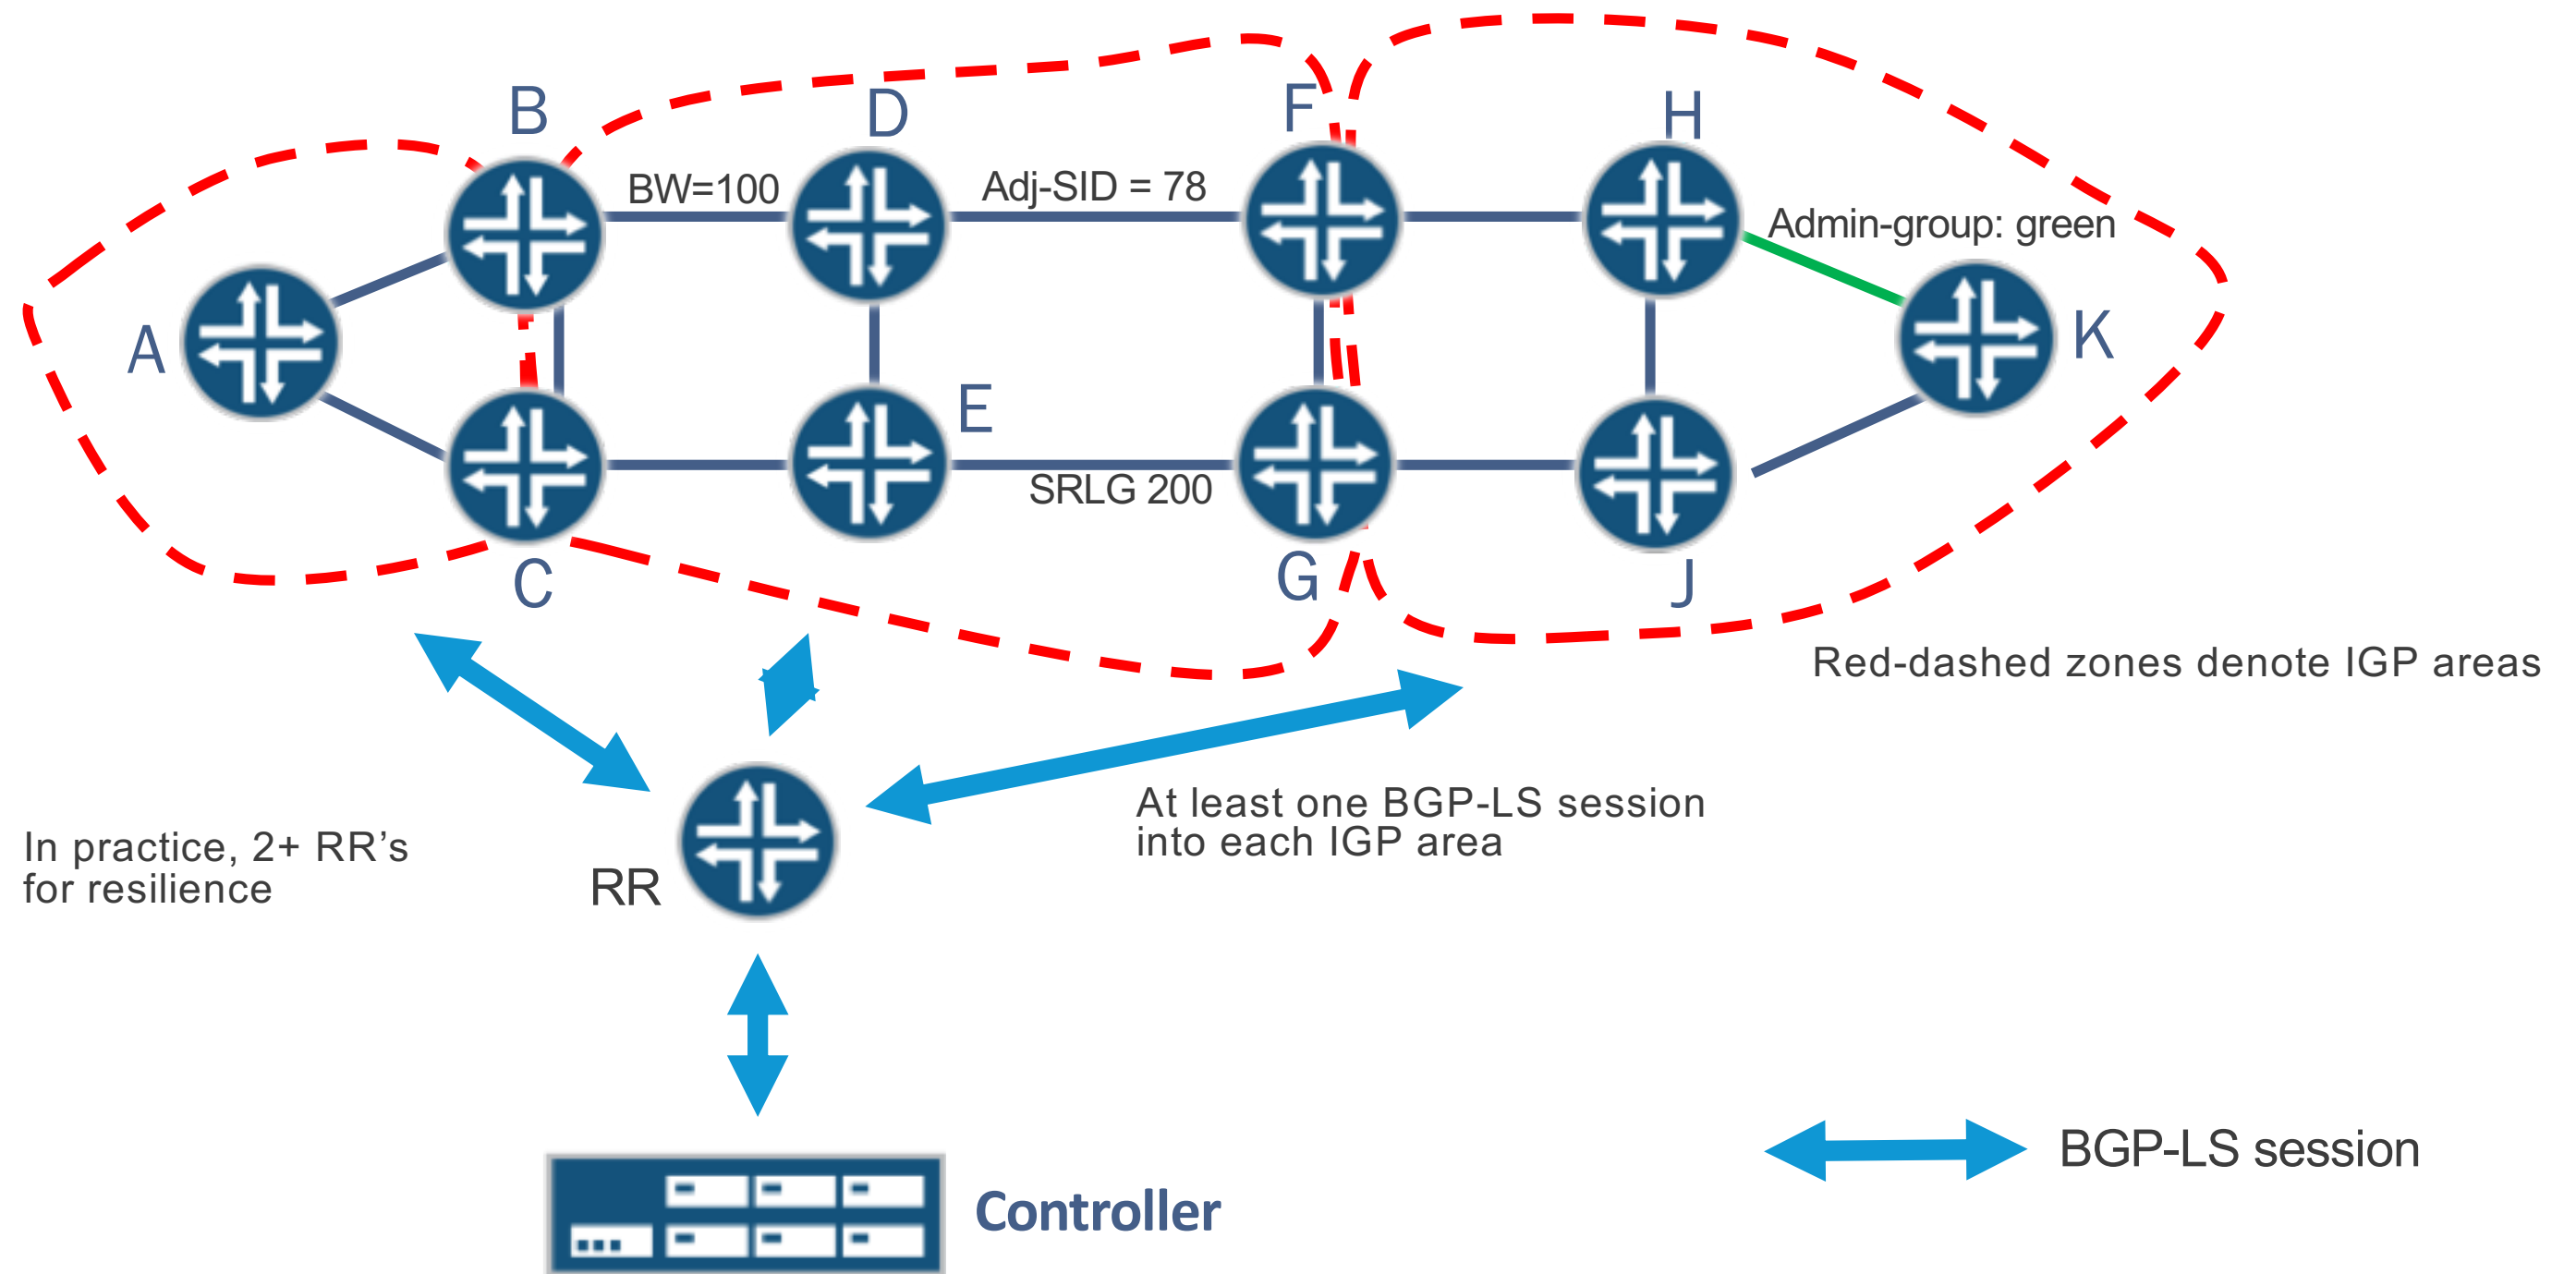 B
D
F
H
BW=100
Adj-SID = 78
Admin-group: green
A
K
E
SRLG 200
C
G
J
Red-dashed zones denote IGP areas
At least one BGP-LS session
into each IGP area
In practice, 2+ RR’s
for resilience
RR
BGP-LS session
Controller